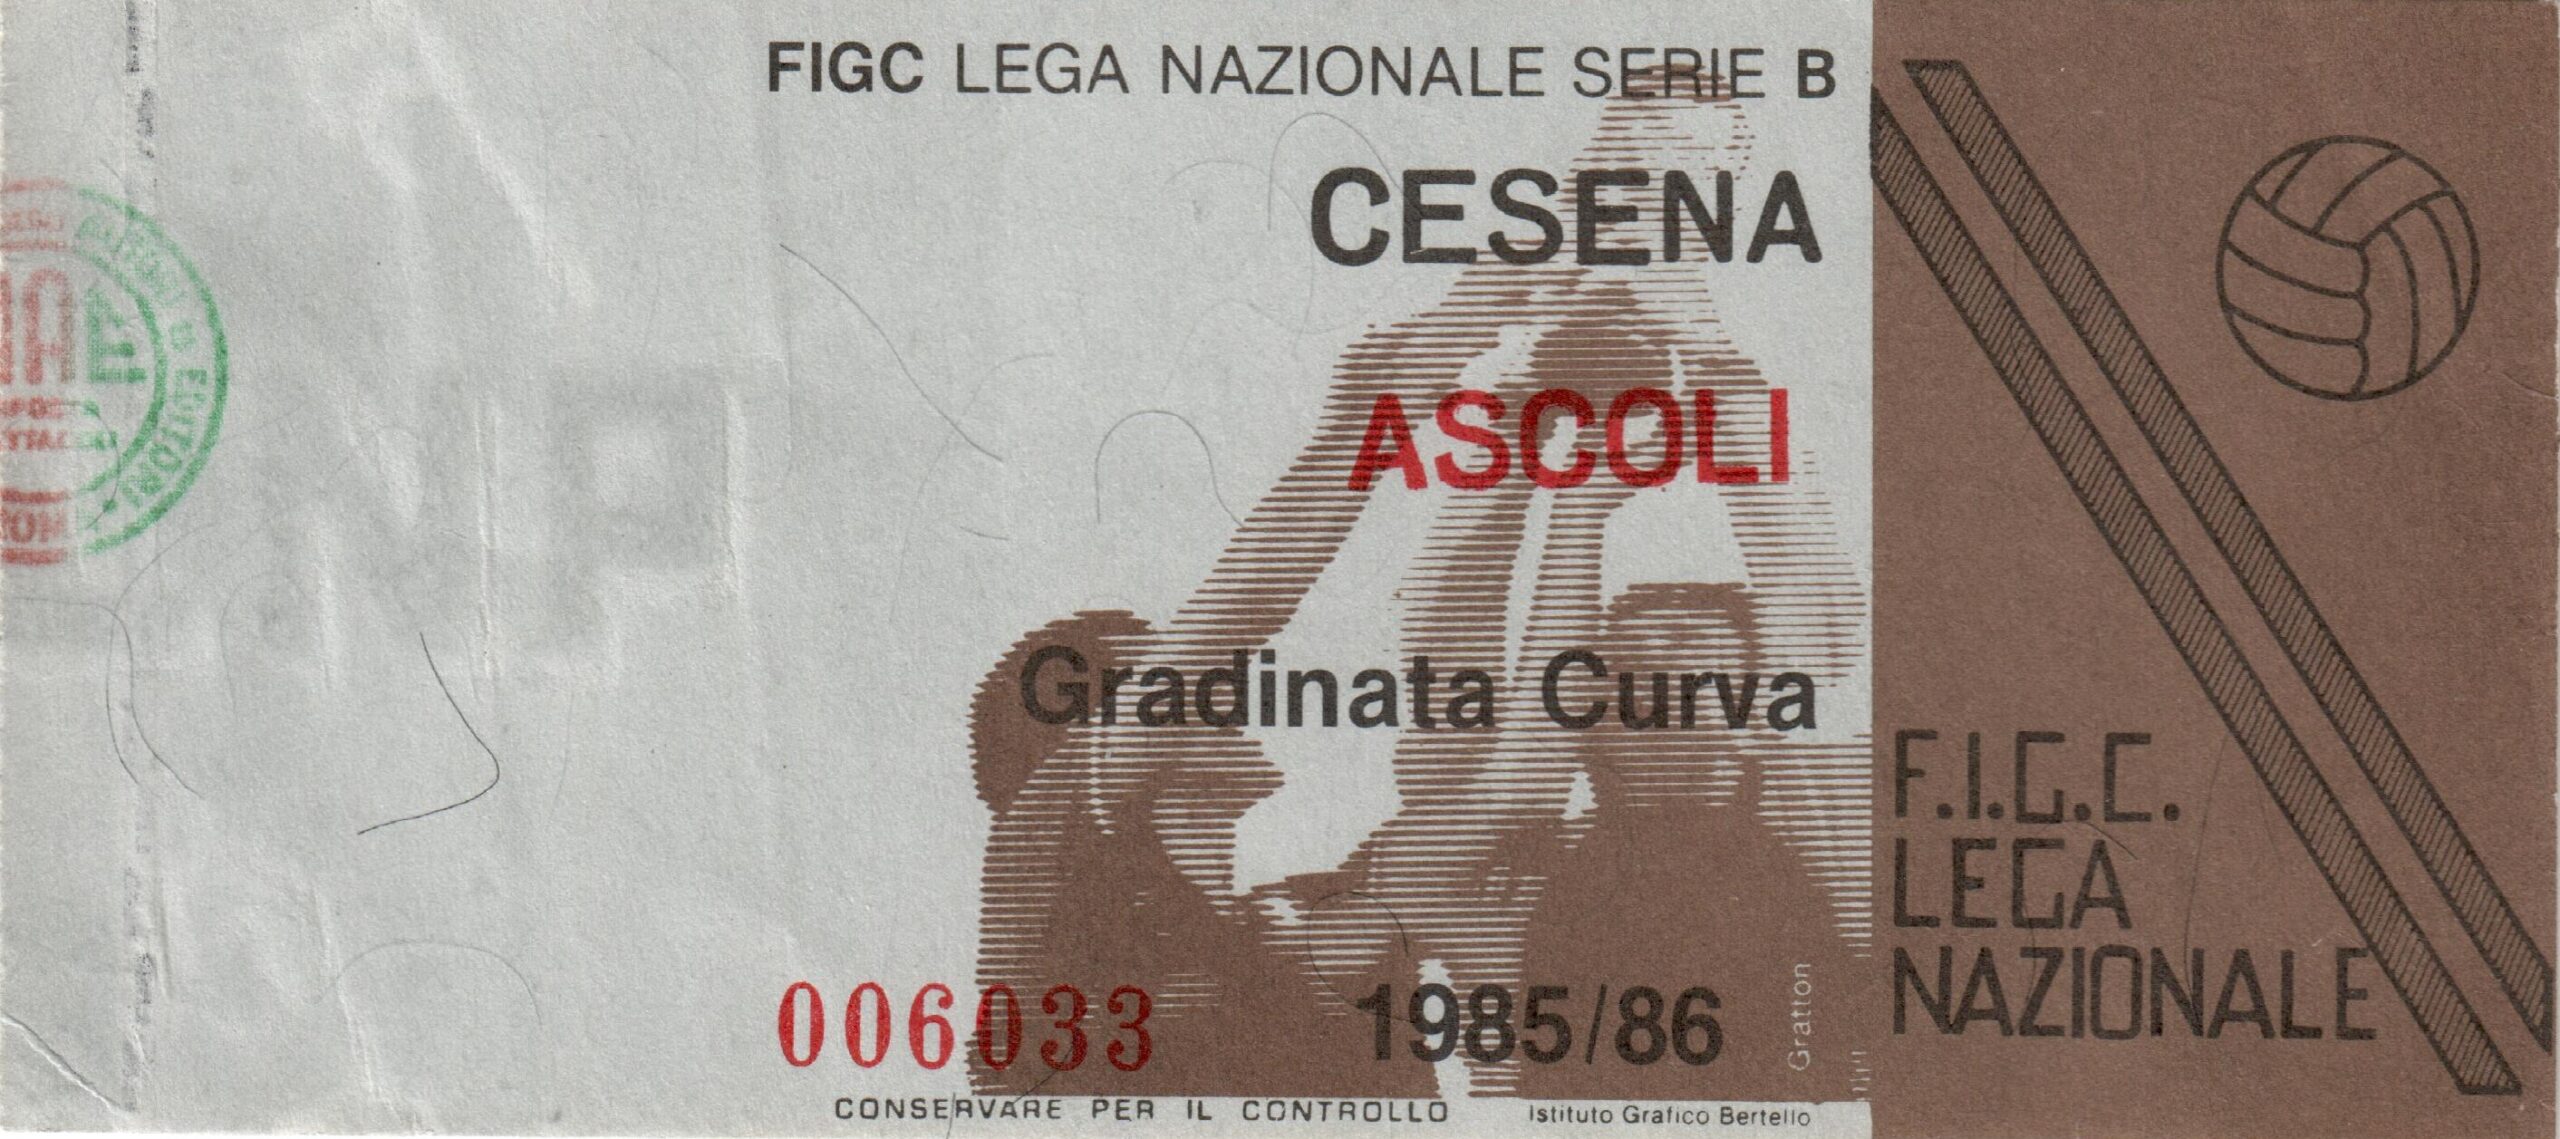 FIGC LEGA NAZIONALE SERIE B
CESENA
ASCOLI
Gradinata Curva
006033
1985/86
Gratton
CONSERVARE PER IL CONTROLLO
Istituto Grafico Bertello
F.I.G.C.
LEGA
NAZIONALE
EDITORI